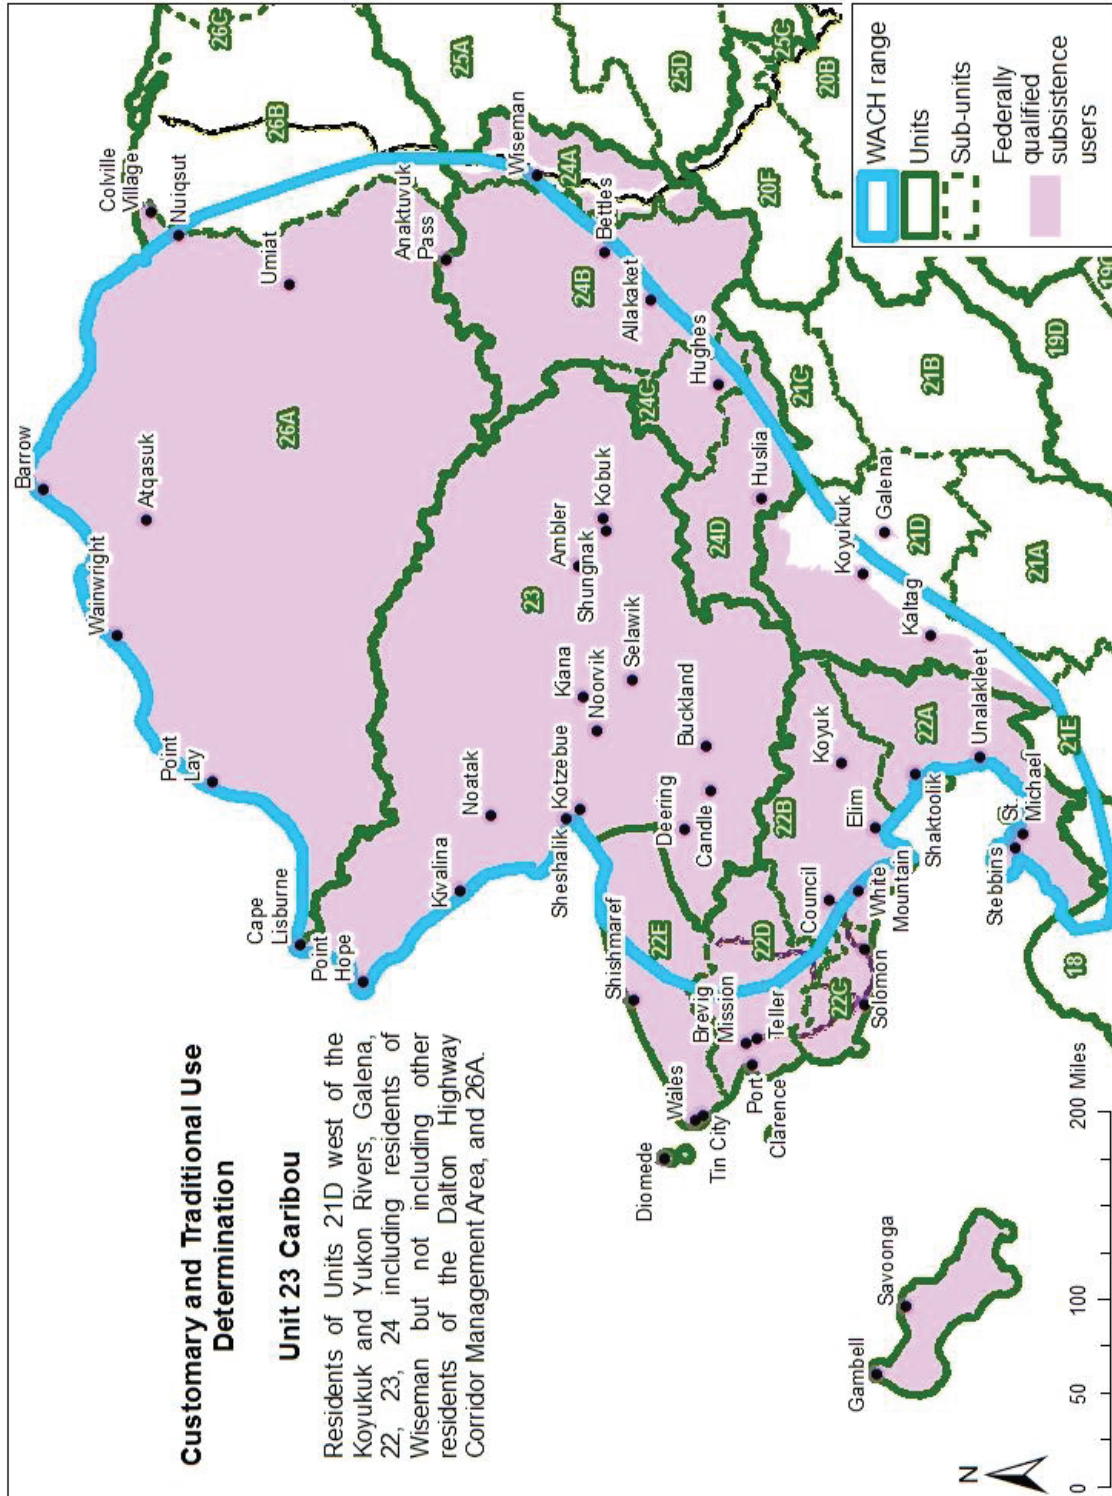 Customary and Traditional Use
Determination
Unit 23 Caribou
Residents of Units 21D west of the
Koyukuk and Yukon Rivers, Galena,
22, 23, 24 including residents of
Wiseman but not including other
residents of the Dalton Highway
Corridor Management Area, and 26A.
Barrow
Wainwright
Atqasuk
Point
Lay
Cape
Lisburne
Point
Hope
Colville
Village
Nuiqsut
Umiat
Anaktuvuk
Pass
Wiseman
Bettles
Allakaket
Hughes
Huslia
Koyukuk
Galena
Kaltag
Ambler
Shungnak
Kobuk
Kiana
Noorvik
Selawik
Buckland
Noatak
Kivalina
Sheshalik
Kotzebue
Deering
Candle
Koyuk
Elim
Council
White
Mountain
Shaktoolik
Unalakleet
St.
Michael
Stebbins
Shishmaref
Brevig
Mission
Teller
Solomon
Wales
Tin City
Port
Clarence
Diomede
Savoonga
Gambell
26C
26B
26A
25A
25D
25C
20B
20F
24A
24B
24C
24D
23
21C
21B
21D
21A
21E
19D
19C
22A
22B
22C
22D
22E
18
N
0 50 100 200 Miles
WACH range
Units
Sub-units
Federally
qualified
subsistence
users